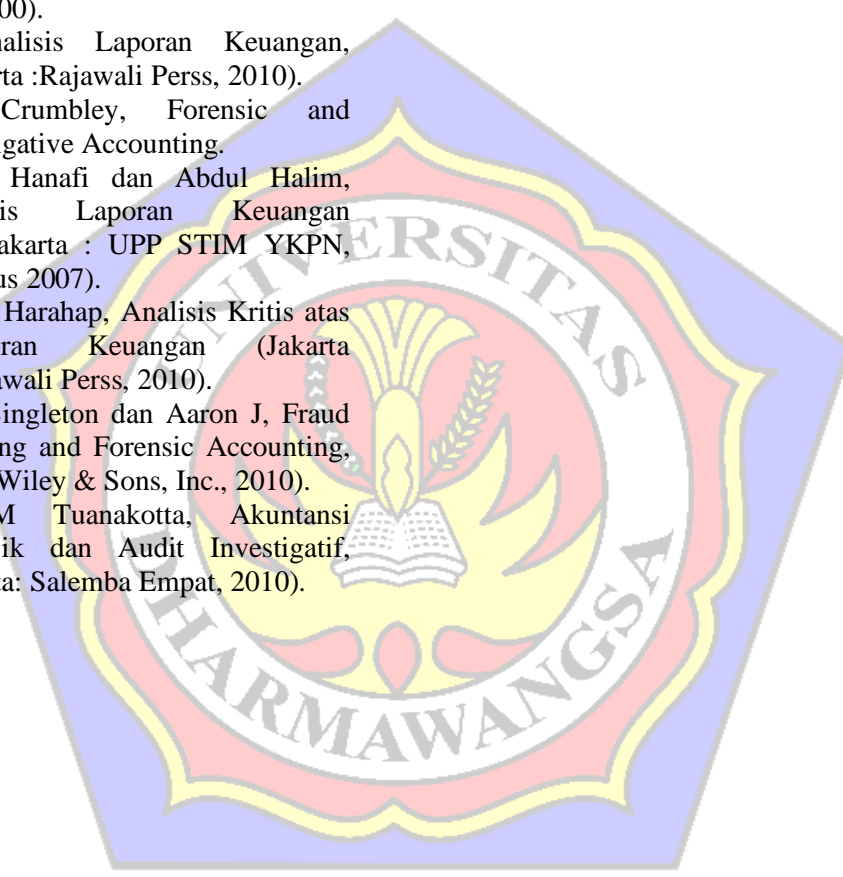 00).
nalisis Laporan Keuangan,
rta :Rajawali Perss, 2010).
Crumbley, Forensic and
igative Accounting.
Hanafi dan Abdul Halim,
is Laporan Keuangan
akarta : UPP STIM YKPN,
us 2007).
Harahap, Analisis Kritis atas
ran Keuangan (Jakarta
awali Perss, 2010).
ingleton dan Aaron J, Fraud
ng and Forensic Accounting,
Wiley & Sons, Inc., 2010).
M Tuanakotta, Akuntansi
ik dan Audit Investigatif,
ta: Salemba Empat, 2010).
UNIVERSITAS
DHARMAWANGSA